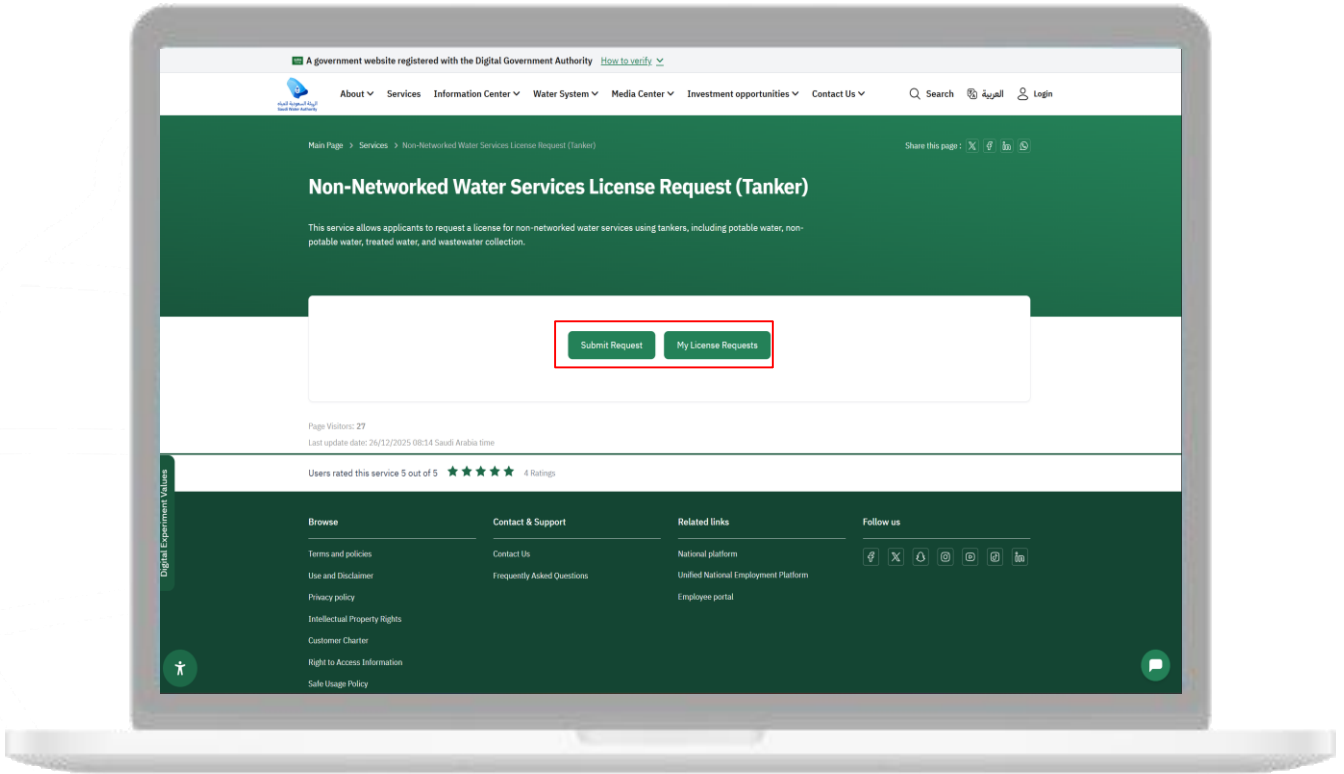 A government website registered with the Digital Government Authority How to verify
الهيئة السعودية للمياه
Saudi Water Authority
About Services Information Center Water System Media Center Investment opportunities Contact Us Search العربية Login
Main Page > Services > Non-Networked Water Services License Request (Tanker)
Share this page :
Non-Networked Water Services License Request (Tanker)
This service allows applicants to request a license for non-networked water services using tankers, including potable water, non-
potable water, treated water, and wastewater collection.
Submit Request My License Requests
Page Visitors: 27
Last update date: 26/12/2025 08:14 Saudi Arabia time
Users rated this service 5 out of 5 4 Ratings
Digital Experiment Values
Browse Contact & Support Related links Follow us
Terms and policies Contact Us National platform
Use and Disclaimer Frequently Asked Questions Unified National Employment Platform
Privacy policy Employee portal
Intellectual Property Rights
Customer Charter
Right to Access Information
Safe Usage Policy